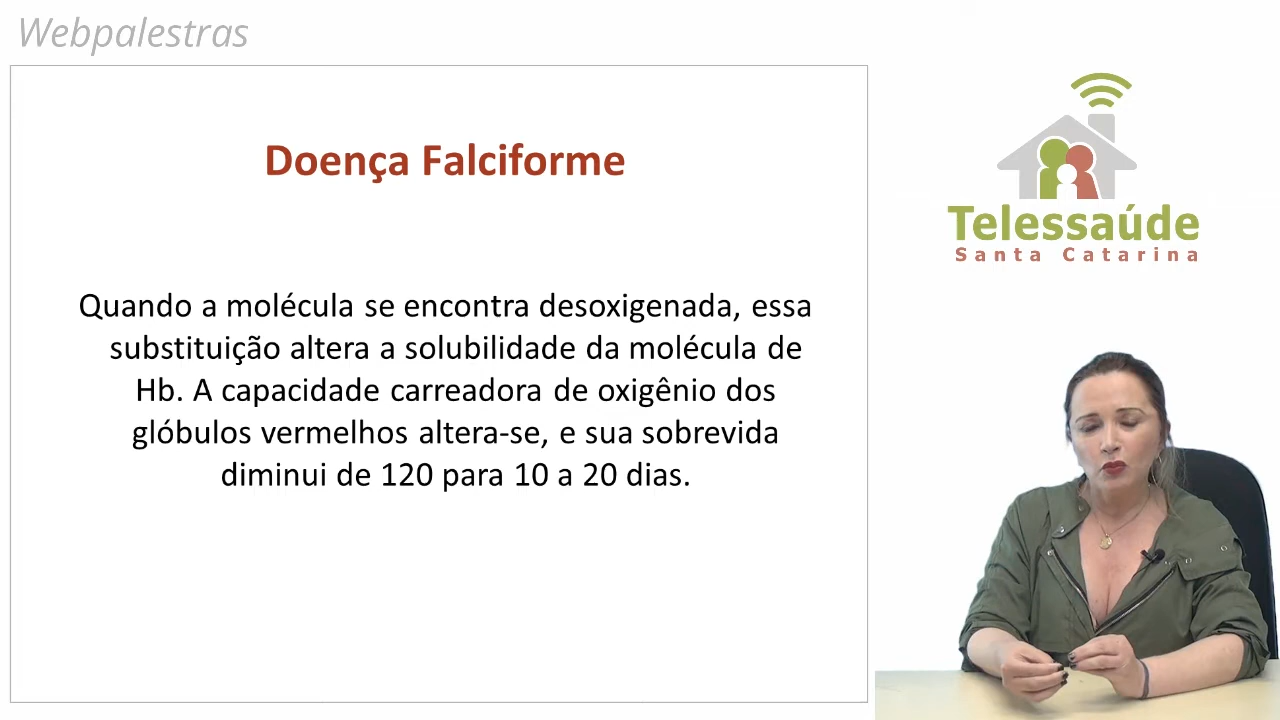 Webpalestras
Doença Falciforme
Quando a molécula se encontra desoxigenada, essa
substituição altera a solubilidade da molécula de
Hb. A capacidade carreadora de oxigênio dos
glóbulos vermelhos altera-se, e sua sobrevida
diminui de 120 para 10 a 20 dias.
Telessaúde
Santa Catarina